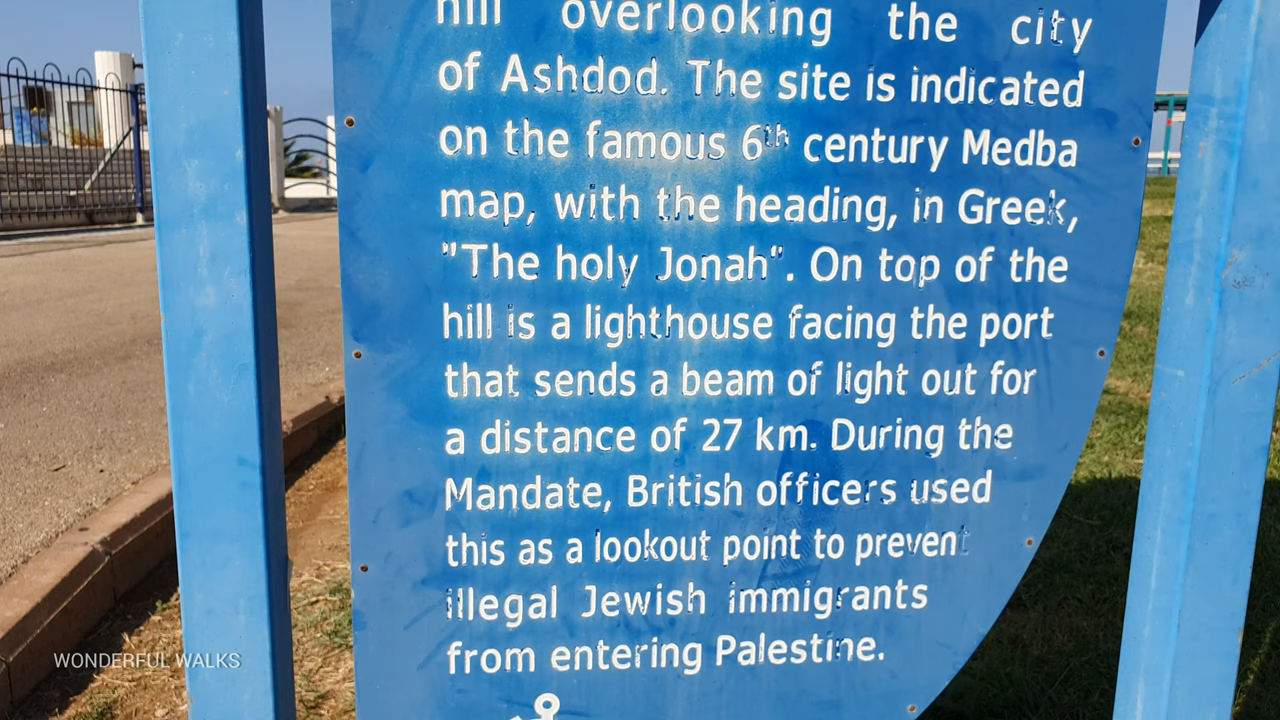 hill overlooking the city
of Ashdod. The site is indicated
on the famous 6th century Medba
map, with the heading, in Greek,
"The holy Jonah". On top of the
hill is a lighthouse facing the port
that sends a beam of light out for
a distance of 27 km. During the
Mandate, British officers used
this as a lookout point to prevent
illegal Jewish immigrants
from entering Palestine.
WONDERFUL WALKS